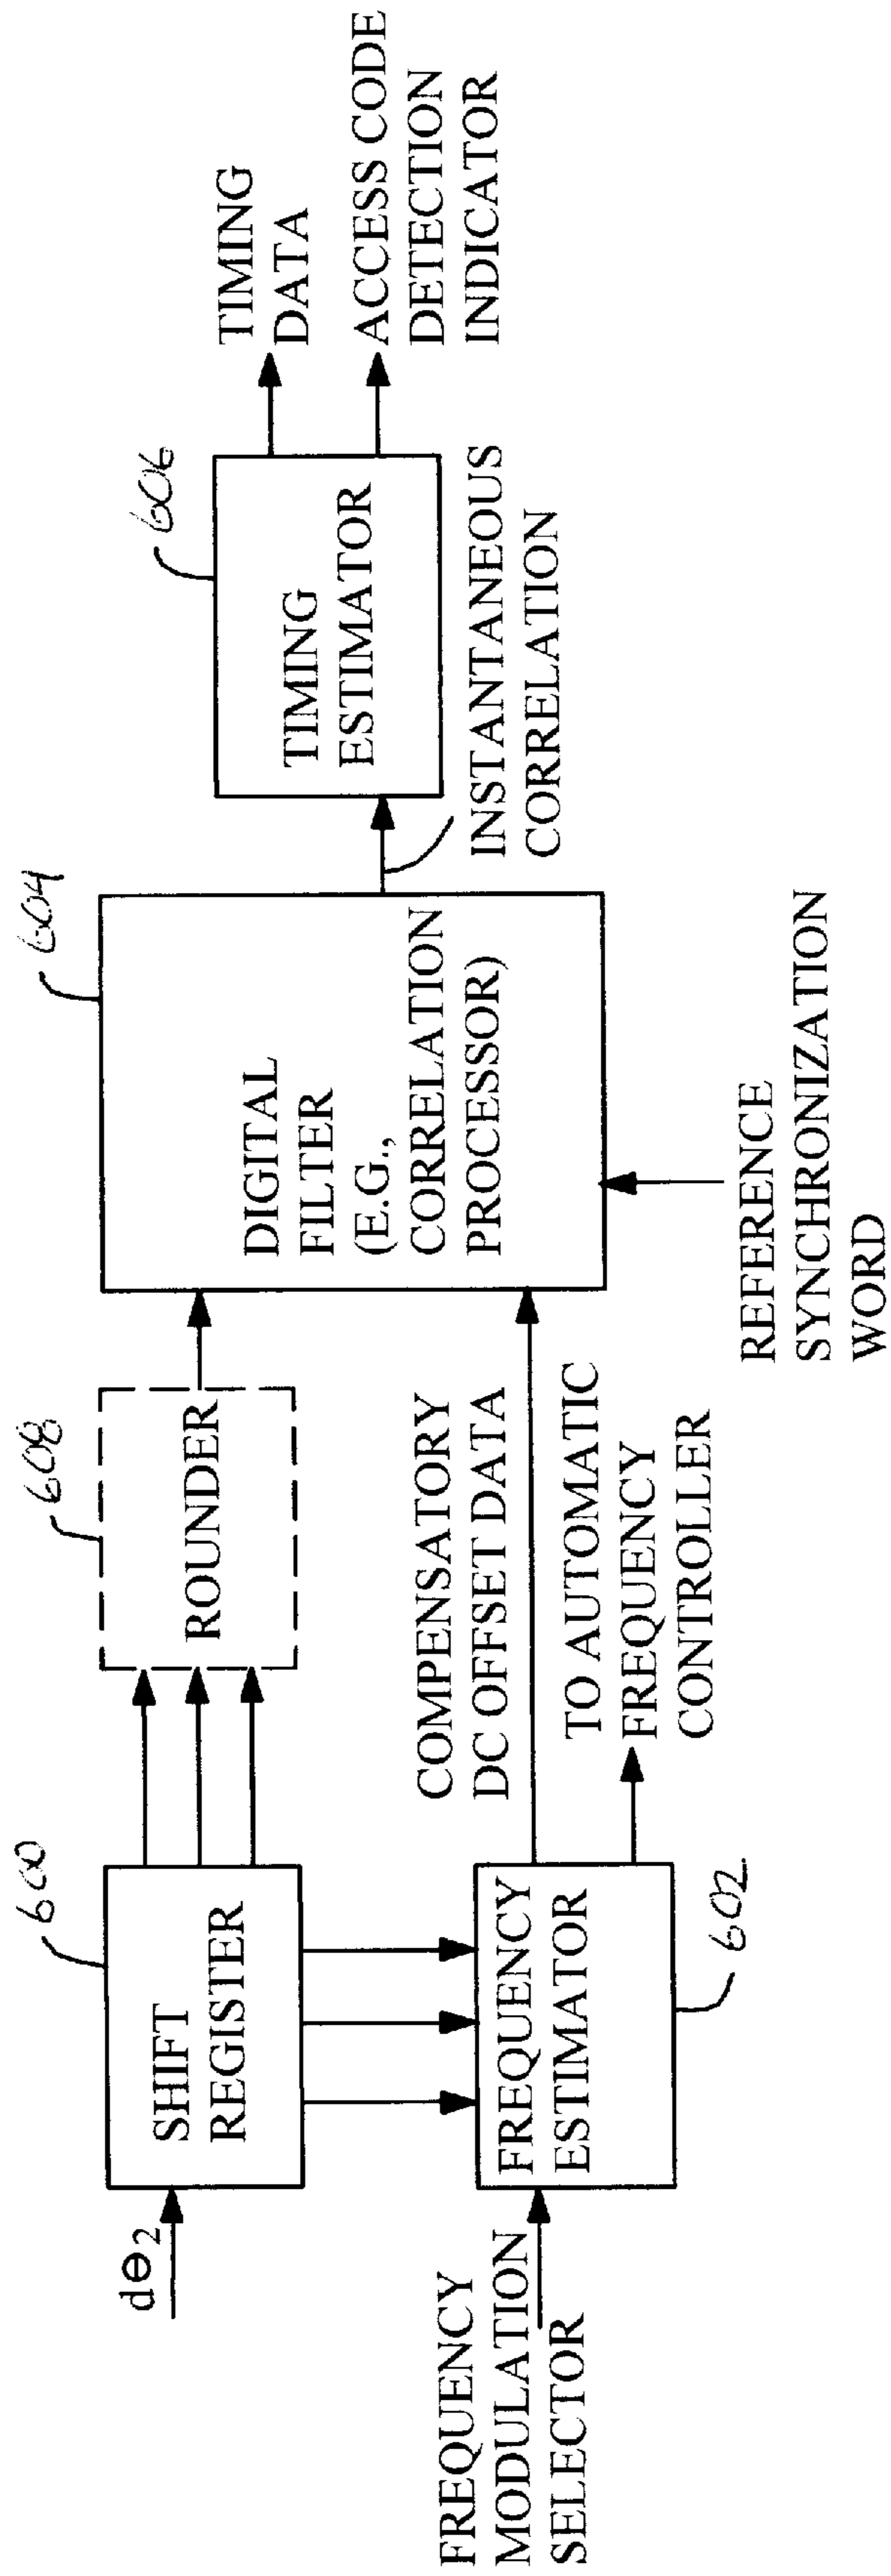 dΘ2
600
SHIFT
REGISTER
608
ROUNDER
604
DIGITAL
FILTER
(E.G.,
CORRELATION
PROCESSOR)
606
TIMING
ESTIMATOR
TIMING
DATA
ACCESS CODE
DETECTION
INDICATOR
INSTANTANEOUS
CORRELATION
FREQUENCY
MODULATION
SELECTOR
FREQUENCY
ESTIMATOR
602
COMPENSATORY
DC OFFSET DATA
TO AUTOMATIC
FREQUENCY
CONTROLLER
REFERENCE
SYNCHRONIZATION
WORD